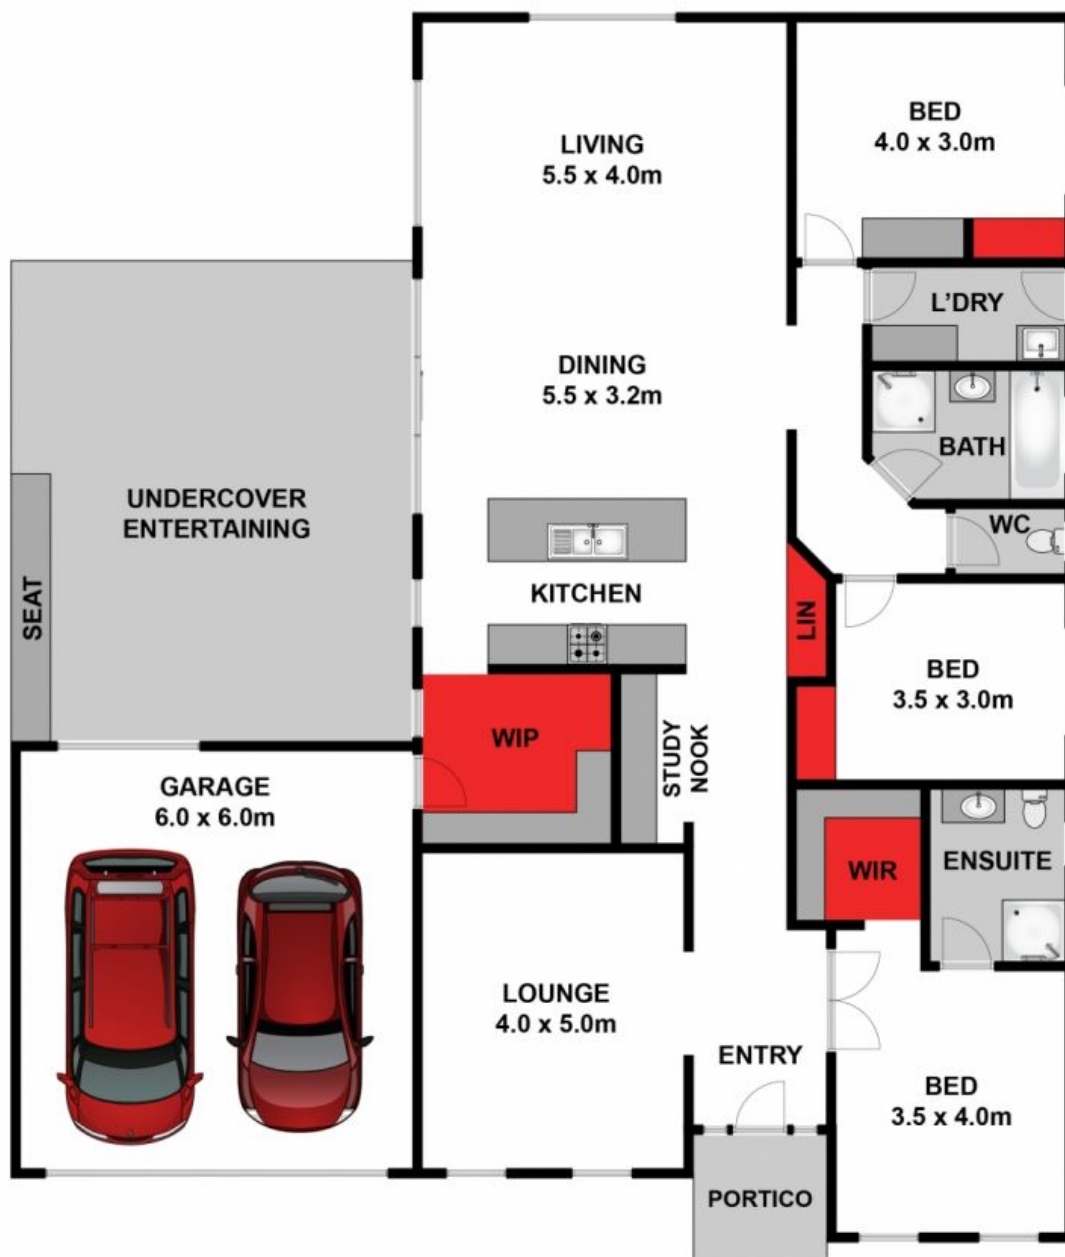 LIVING
5.5 x 4.0m
BED
4.0 x 3.0m
L'DRY
DINING
5.5 x 3.2m
BATH
UNDERCOVER
ENTERTAINING
WC
SEAT
KITCHEN
LIN
BED
3.5 x 3.0m
WIP
STUDY
NOOK
GARAGE
6.0 x 6.0m
WIR
ENSUITE
LOUNGE
4.0 x 5.0m
ENTRY
BED
3.5 x 4.0m
PORTICO